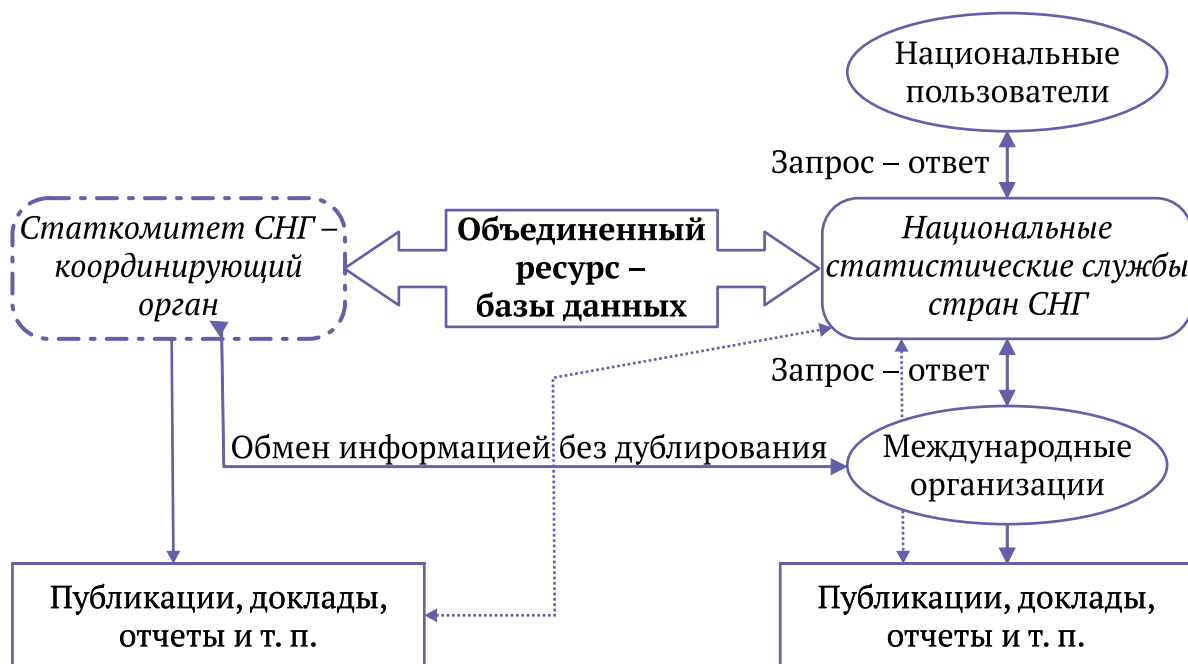 Национальные
пользователи
Запрос – ответ
Статкомитет СНГ –
координирующий
орган
Объединенный
ресурс –
базы данных
Национальные
статистические службы
стран СНГ
Запрос – ответ
Обмен информацией без дублирования
Международные
организации
Публикации, доклады,
отчеты и т. п.
Публикации, доклады,
отчеты и т. п.